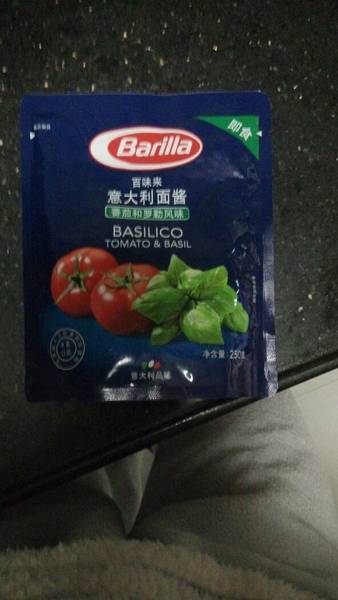 即食
Barilla
百味来
意大利面酱
蕃茄和罗勒风味
BASILICO
TOMATO & BASIL
净含量: 250g
意大利品牌